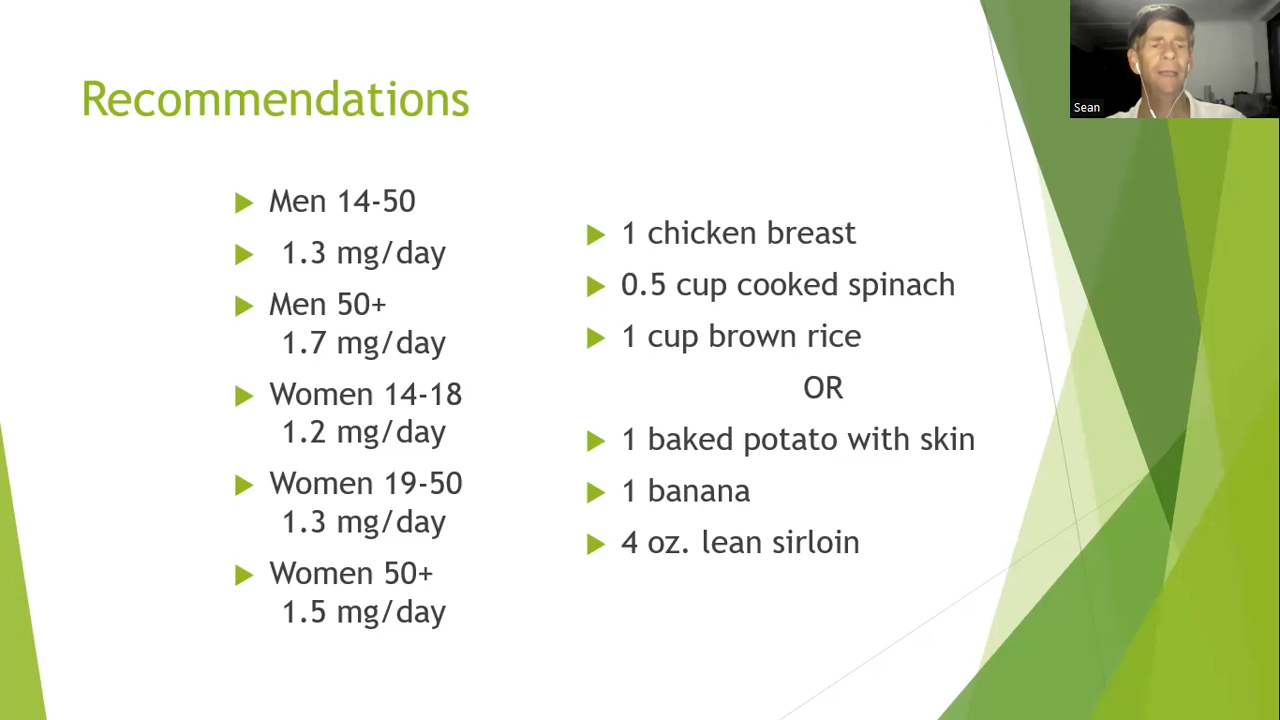 Recommendations
Men 14-50
1.3 mg/day
Men 50+
1.7 mg/day
Women 14-18
1.2 mg/day
Women 19-50
1.3 mg/day
Women 50+
1.5 mg/day
1 chicken breast
0.5 cup cooked spinach
1 cup brown rice
OR
1 baked potato with skin
1 banana
4 oz. lean sirloin
Sean